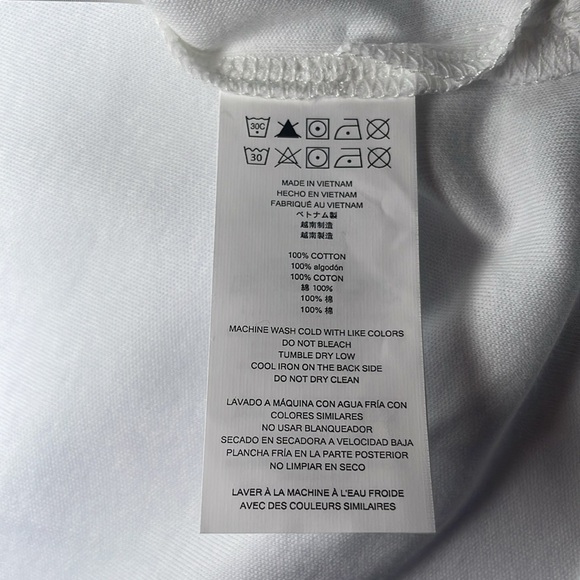 30C
30
MADE IN VIETNAM
HECHO EN VIETNAM
FABRIQUÉ AU VIETNAM
ベトナム製
越南制造
越南製造
100% COTTON
100% algodón
100% COTON
綿 100%
100% 棉
100% 棉
MACHINE WASH COLD WITH LIKE COLORS
DO NOT BLEACH
TUMBLE DRY LOW
COOL IRON ON THE BACK SIDE
DO NOT DRY CLEAN
LAVADO A MÁQUINA CON AGUA FRÍA CON
COLORES SIMILARES
NO USAR BLANQUEADOR
SECADO EN SECADORA A VELOCIDAD BAJA
PLANCHA FRÍA EN LA PARTE POSTERIOR
NO LIMPIAR EN SECO
LAVER À LA MACHINE À L'EAU FROIDE
AVEC DES COULEURS SIMILAIRES